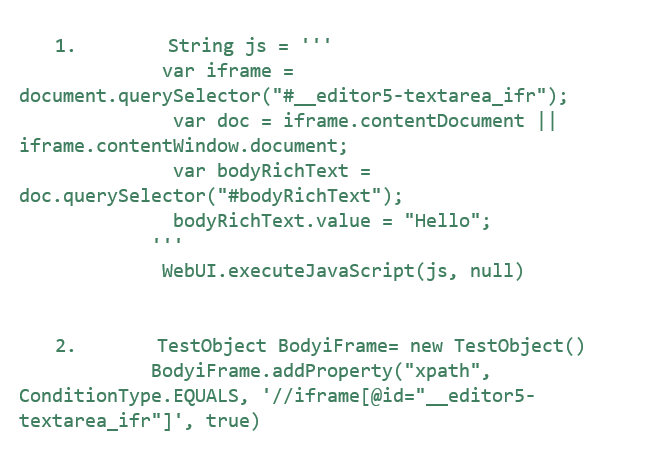 1. String js = '''
var iframe =
document.querySelector("#__editor5-textarea_ifr");
var doc = iframe.contentDocument ||
iframe.contentWindow.document;
var bodyRichText =
doc.querySelector("#bodyRichText");
bodyRichText.value = "Hello";
'''
WebUI.executeJavaScript(js, null)
2. TestObject BodyiFrame= new TestObject()
BodyiFrame.addProperty("xpath",
ConditionType.EQUALS, '//iframe[@id="__editor5-
textarea_ifr"]', true)